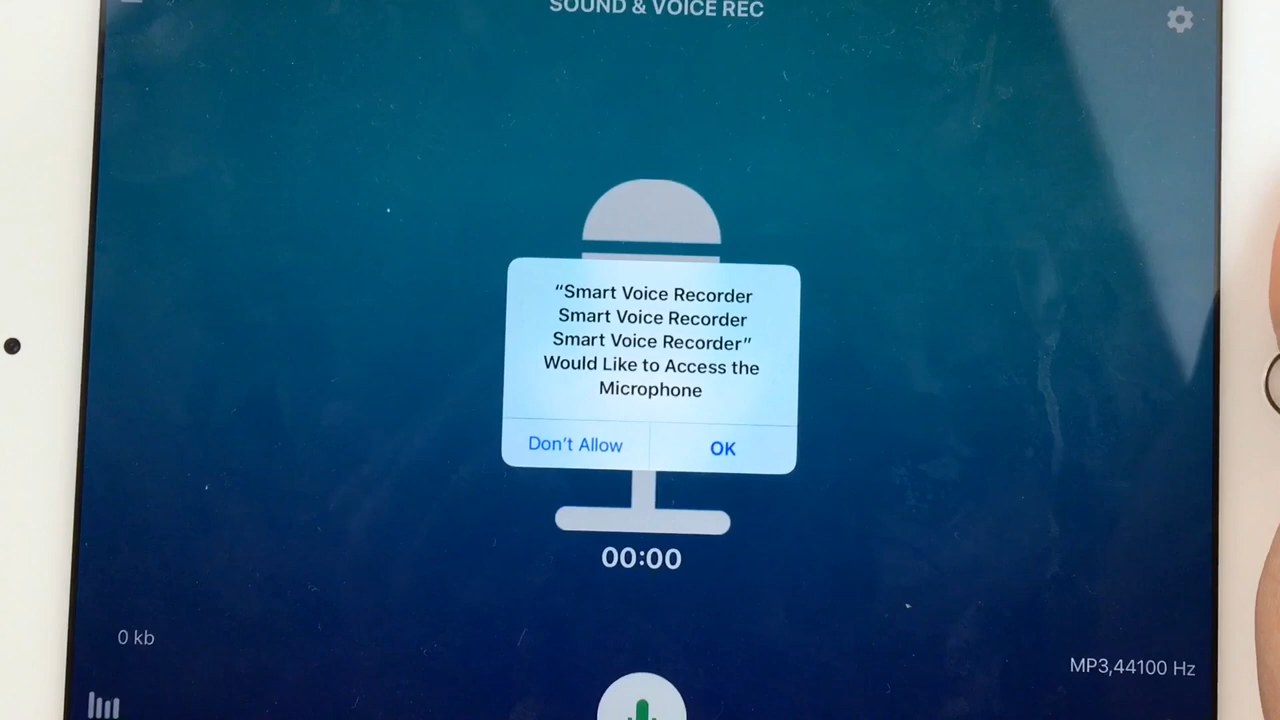 SOUND & VOICE REC
“Smart Voice Recorder
Smart Voice Recorder
Smart Voice Recorder”
Would Like to Access the
Microphone
Don’t Allow
OK
00:00
0 kb
MP3,44100 Hz